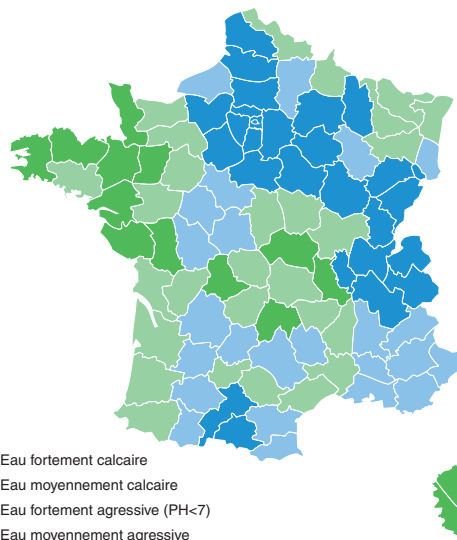 Eau fortement calcaire
Eau moyennement calcaire
Eau fortement agressive (PH<7)
Eau moyennement agressive